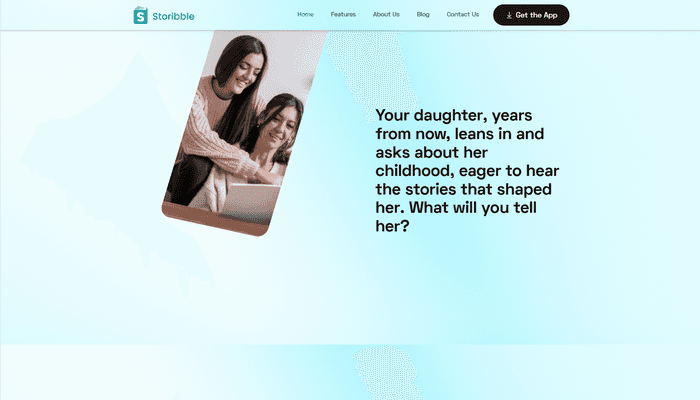 Storibble
Home
Features
About Us
Blog
Contact Us
Get the App
Your daughter, years
from now, leans in and
asks about her
childhood, eager to hear
the stories that shaped
her. What will you tell
her?